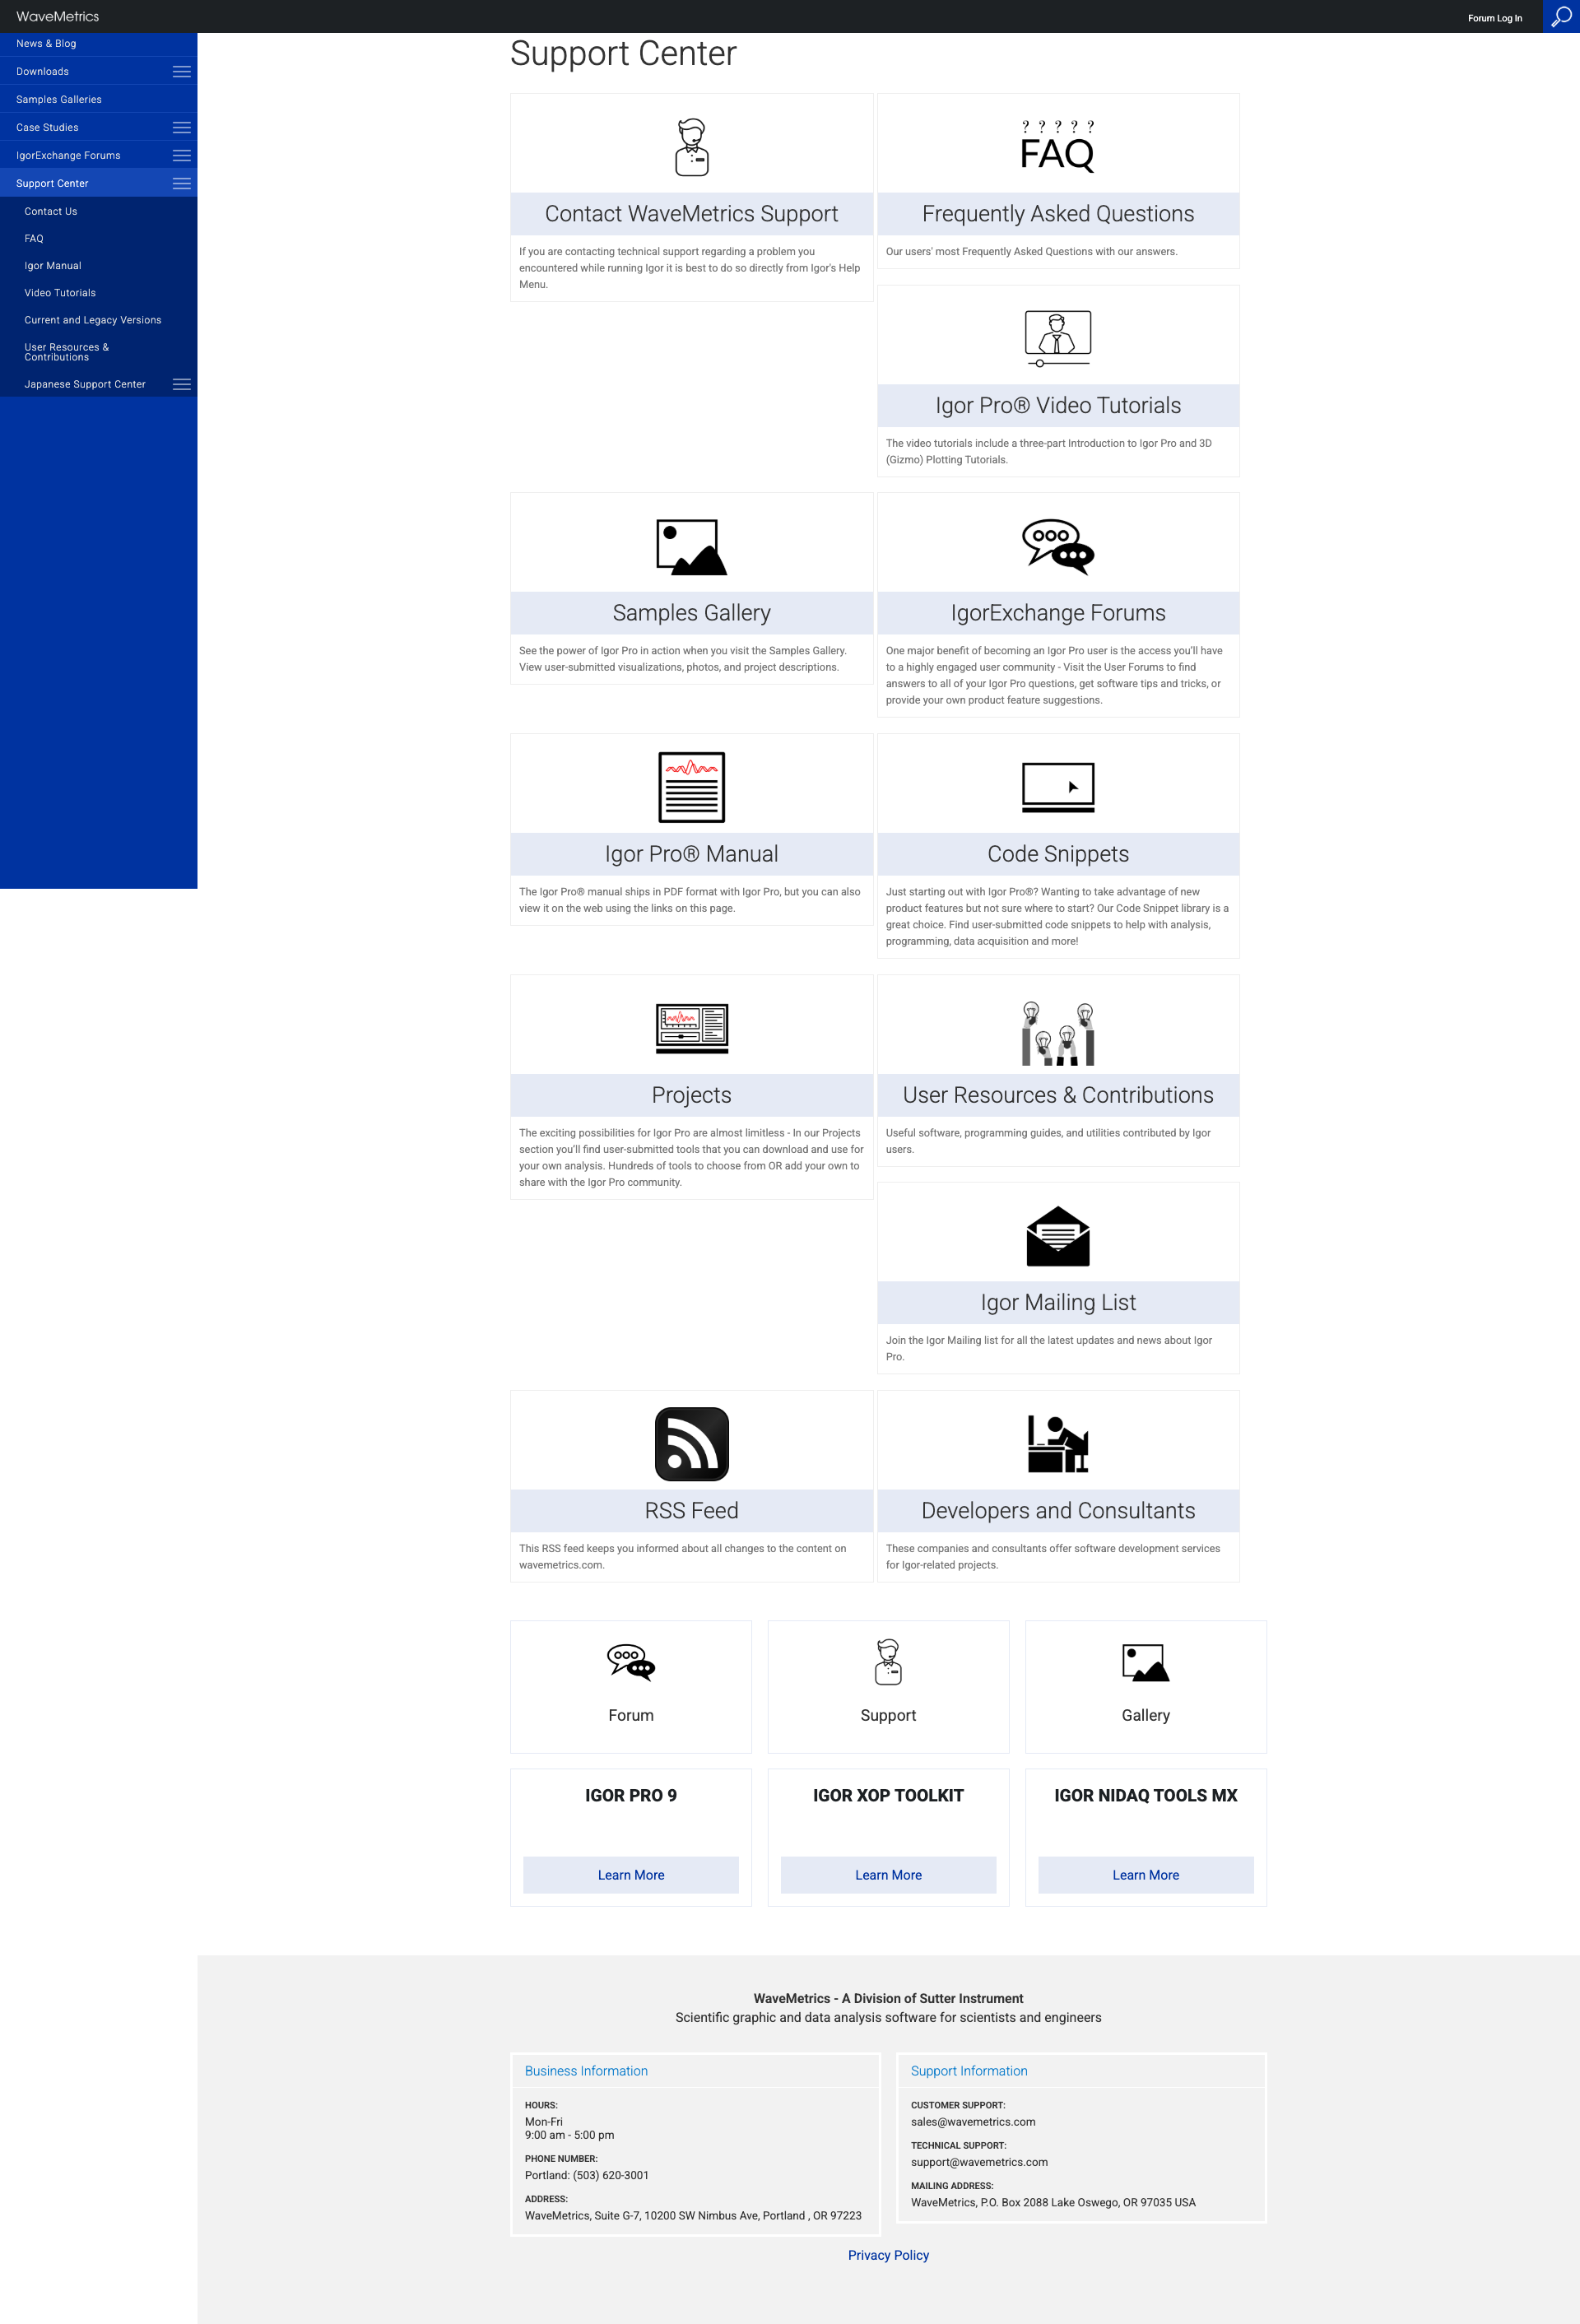 WaveMetrics
Forum Log In
News & Blog
Downloads
Samples Galleries
Case Studies
IgorExchange Forums
Support Center
Contact Us
FAQ
Igor Manual
Video Tutorials
Current and Legacy Versions
User Resources &
Contributions
Japanese Support Center
Support Center
Contact WaveMetrics Support
If you are contacting technical support regarding a problem you
encountered while running Igor it is best to do so directly from Igor's Help
Menu.
? ? ? ? ?
FAQ
Frequently Asked Questions
Our users' most Frequently Asked Questions with our answers.
Igor Pro® Video Tutorials
The video tutorials include a three-part Introduction to Igor Pro and 3D
(Gizmo) Plotting Tutorials.
Samples Gallery
See the power of Igor Pro in action when you visit the Samples Gallery.
View user-submitted visualizations, photos, and project descriptions.
IgorExchange Forums
One major benefit of becoming an Igor Pro user is the access you'll have
to a highly engaged user community - Visit the User Forums to find
answers to all of your Igor Pro questions, get software tips and tricks, or
provide your own product feature suggestions.
Igor Pro® Manual
The Igor Pro® manual ships in PDF format with Igor Pro, but you can also
view it on the web using the links on this page.
Code Snippets
Just starting out with Igor Pro®? Wanting to take advantage of new
product features but not sure where to start? Our Code Snippet library is a
great choice. Find user-submitted code snippets to help with analysis,
programming, data acquisition and more!
Projects
The exciting possibilities for Igor Pro are almost limitless - In our Projects
section you'll find user-submitted tools that you can download and use for
your own analysis. Hundreds of tools to choose from OR add your own to
share with the Igor Pro community.
User Resources & Contributions
Useful software, programming guides, and utilities contributed by Igor
users.
Igor Mailing List
Join the Igor Mailing list for all the latest updates and news about Igor
Pro.
RSS Feed
This RSS feed keeps you informed about all changes to the content on
wavemetrics.com.
Developers and Consultants
These companies and consultants offer software development services
for Igor-related projects.
Forum
Support
Gallery
IGOR PRO 9
Learn More
IGOR XOP TOOLKIT
Learn More
IGOR NIDAQ TOOLS MX
Learn More
WaveMetrics - A Division of Sutter Instrument
Scientific graphic and data analysis software for scientists and engineers
Business Information
HOURS:
Mon-Fri
9:00 am - 5:00 pm
PHONE NUMBER:
Portland: (503) 620-3001
ADDRESS:
WaveMetrics, Suite G-7, 10200 SW Nimbus Ave, Portland , OR 97223
Support Information
CUSTOMER SUPPORT:
sales@wavemetrics.com
TECHNICAL SUPPORT:
support@wavemetrics.com
MAILING ADDRESS:
WaveMetrics, P.O. Box 2088 Lake Oswego, OR 97035 USA
Privacy Policy